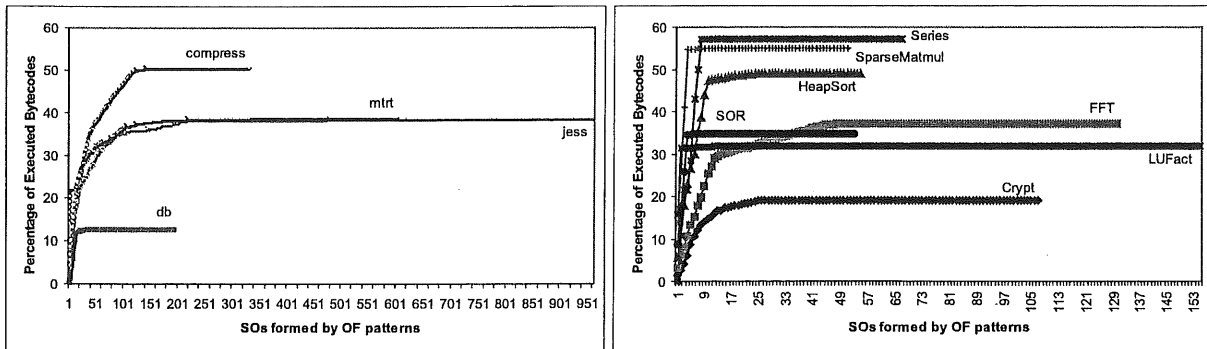 Percentage of Executed Bytecodes
60
50
40
30
20
10
0
compress
mtrt
jess
db
1 51 101 151 201 251 301 351 401 451 501 551 601 651 701 751 801 851 901 951
SOs formed by OF patterns
Percentage of Executed Bytecodes
60
50
40
30
20
10
0
Series
SparseMatmul
HeapSort
SOR
FFT
LUFact
Crypt
1 9 17 25 33 41 49 57 65 73 81 89 97 105 113 121 129 137 145 153
SOs formed by OF patterns